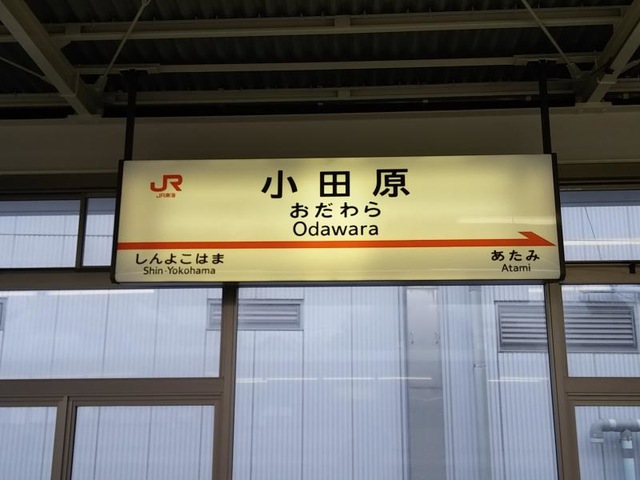 JR
JR東海
小田原
おだわら
Odawara
しんよこはま
Shin-Yokohama
あたみ
Atami